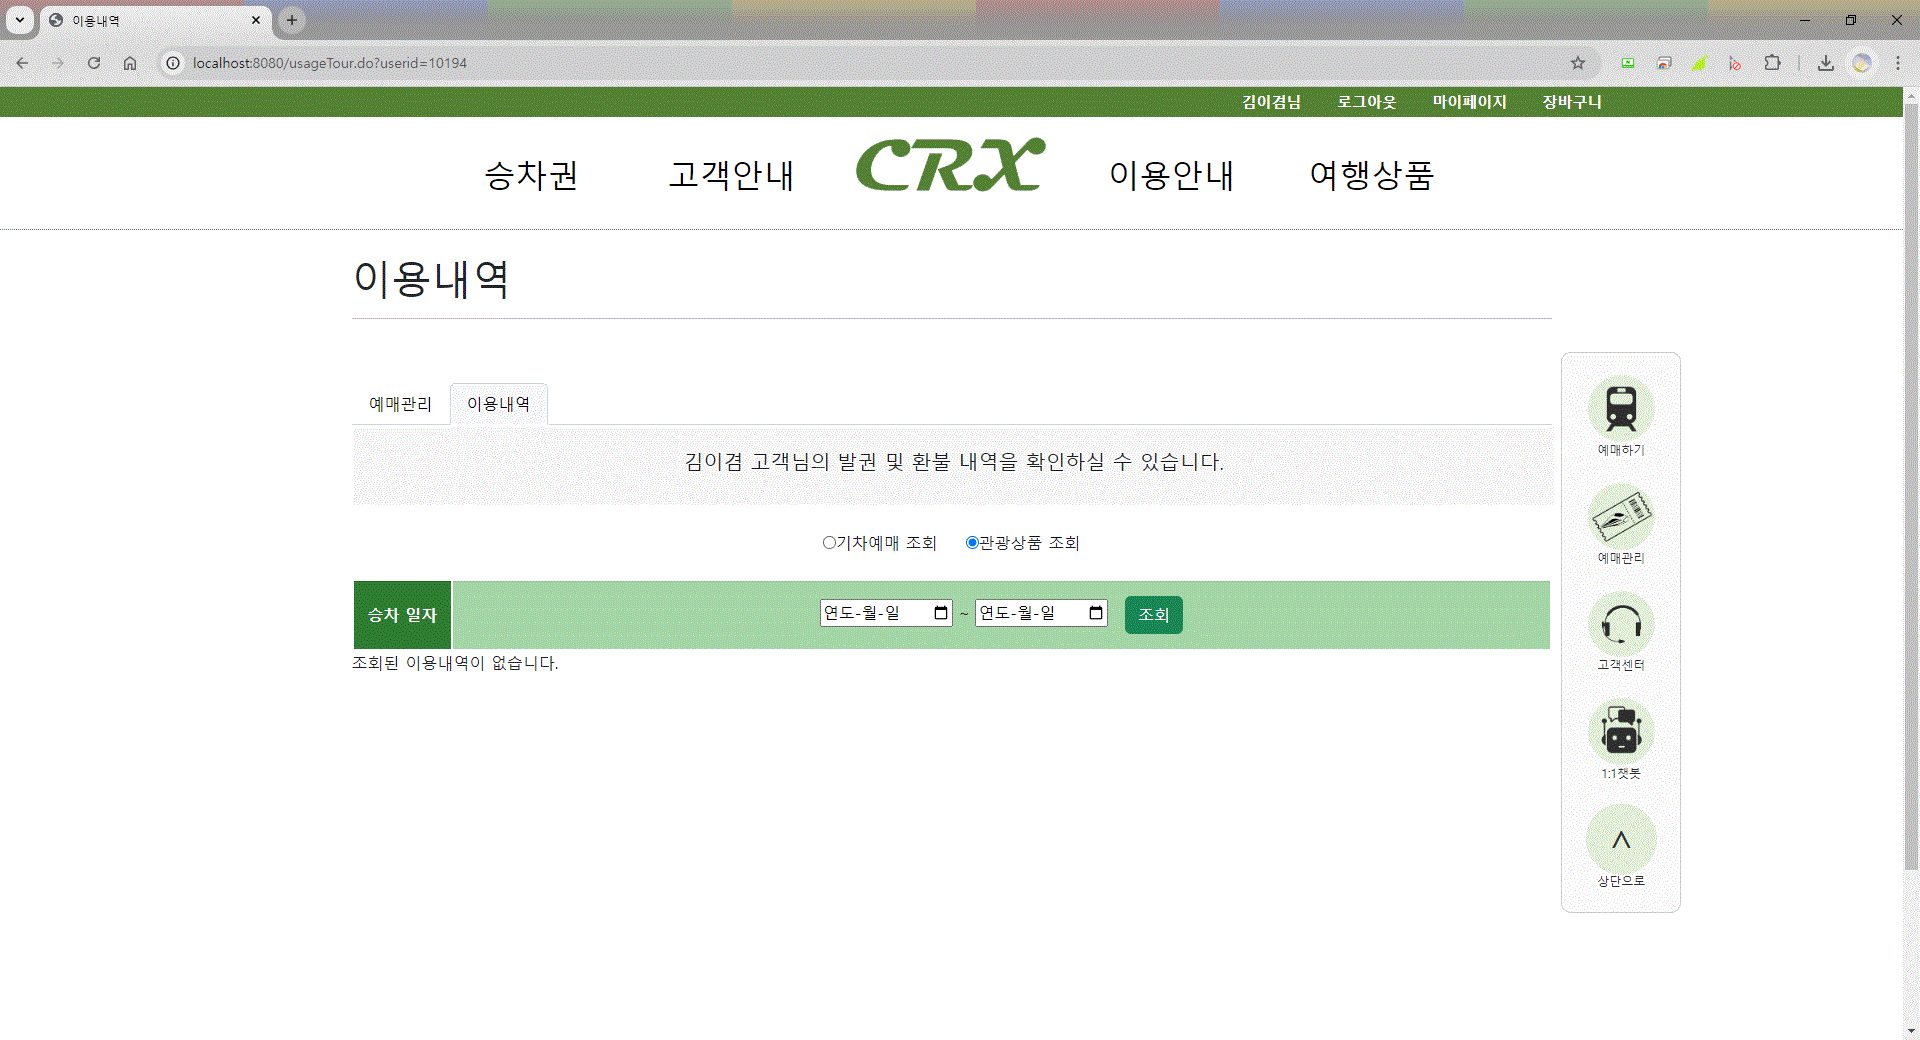 이용내역
localhost:8080/usageTour.do?userid=10194
김이겸님 로그아웃 마이페이지 장바구니
승차권 고객안내 CRX 이용안내 여행상품
이용내역
예매관리 이용내역
김이겸 고객님의 발권 및 환불 내역을 확인하실 수 있습니다.
기차예매 조회 관광상품 조회
승차 일자 연도-월-일 ~ 연도-월-일 조회
조회된 이용내역이 없습니다.
예매하기
예매관리
고객센터
1:1챗봇
상단으로